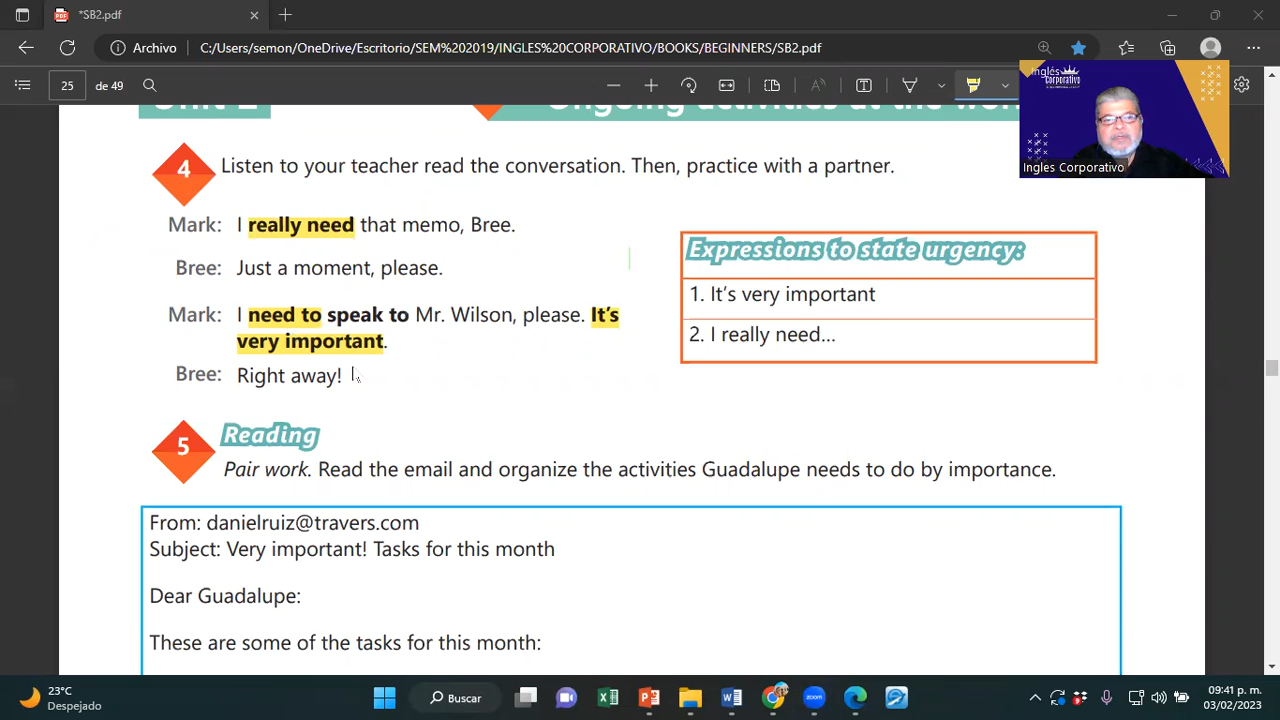 *SB2.pdf
Archivo
C:/Users/semon/OneDrive/Escritorio/SEM%202019/INGLES%20CORPORATIVO/BOOKS/BEGINNERS/SB2.pdf
25 de 49
Inglés
Corporativo
Ingles Corporativo
Unit 2
Ongoing activities at the
4 Listen to your teacher read the conversation. Then, practice with a partner.
Mark: I really need that memo, Bree.
Bree: Just a moment, please.
Mark: I need to speak to Mr. Wilson, please. It's
very important.
Bree: Right away!
Expressions to state urgency:
1. It's very important
2. I really need...
5 Reading
Pair work. Read the email and organize the activities Guadalupe needs to do by importance.
From: danielruiz@travers.com
Subject: Very important! Tasks for this month
Dear Guadalupe:
These are some of the tasks for this month:
23°C
Despejado
Buscar
09:41 p. m.
03/02/2023